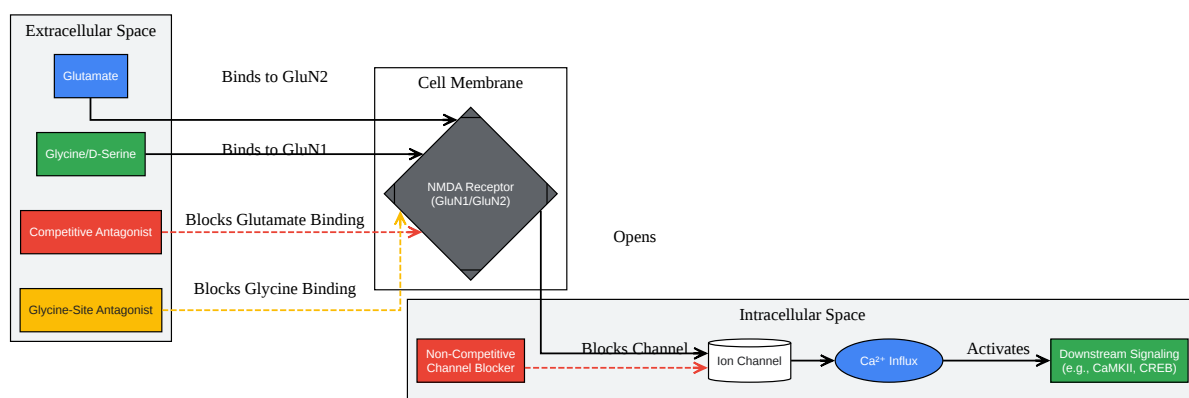 Extracellular Space
Glutamate
Binds to GluN2
Cell Membrane
Glycine/D-Serine
Binds to GluN1
NMDA Receptor
(GluN1/GluN2)
Competitive Antagonist
Blocks Glutamate Binding
Opens
Glycine-Site Antagonist
Blocks Glycine Binding
Intracellular Space
Non-Competitive
Channel Blocker
Blocks Channel
Ion Channel
Ca²⁺ Influx
Activates
Downstream Signaling
(e.g., CaMKII, CREB)